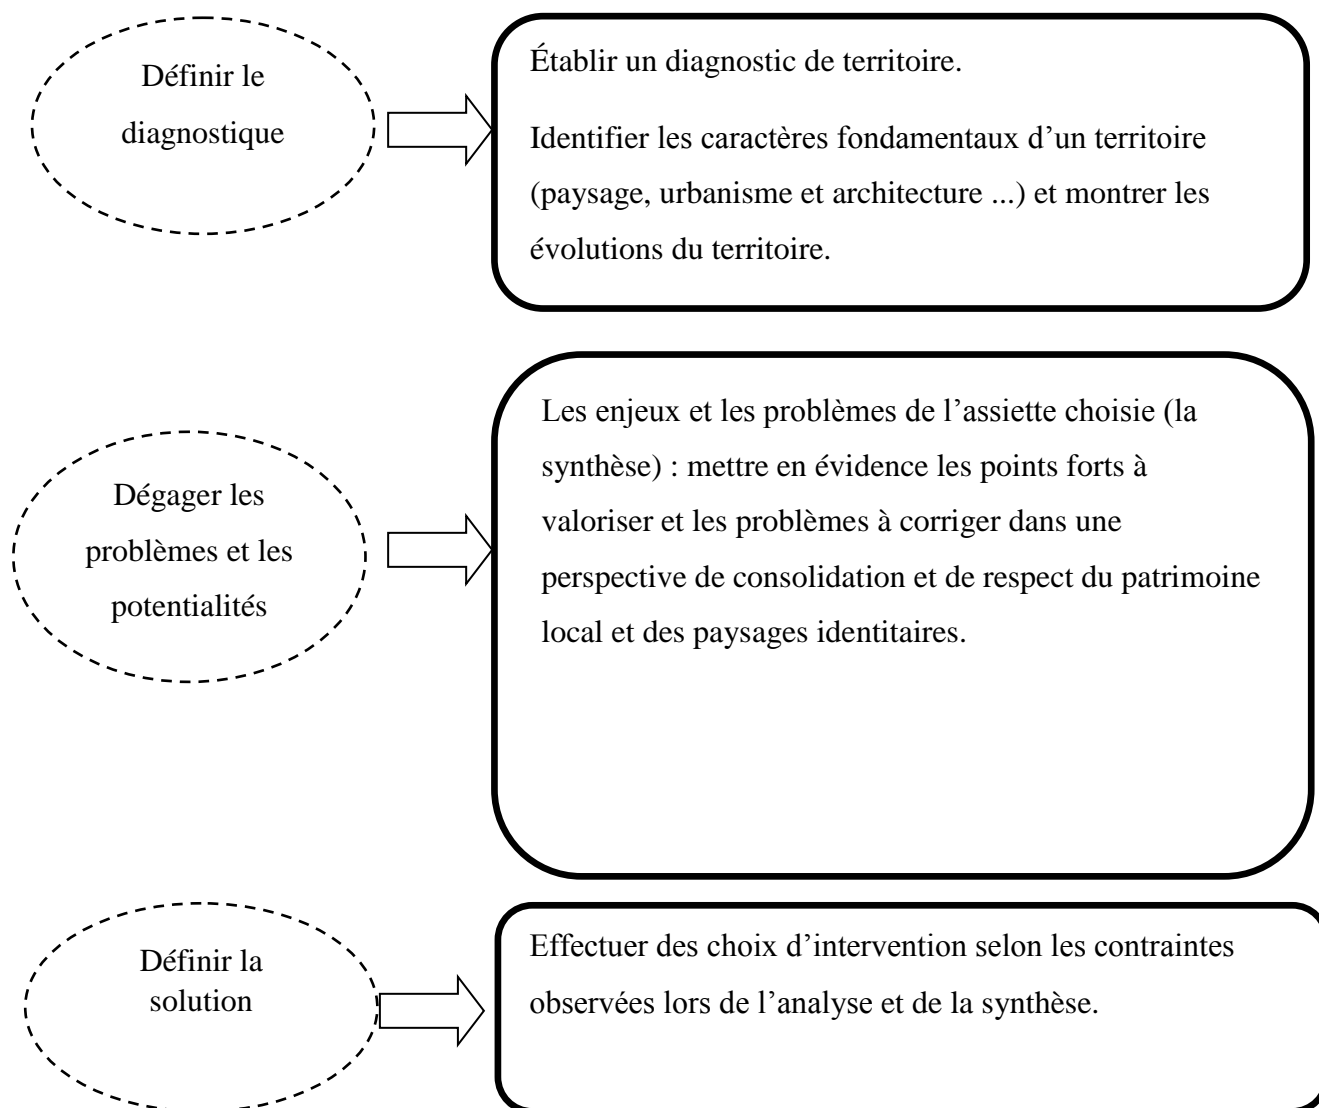 Définir le
diagnostique
Établir un diagnostic de territoire.
Identifier les caractères fondamentaux d’un territoire
(paysage, urbanisme et architecture ...) et montrer les
évolutions du territoire.
Dégager les
problèmes et les
potentialités
Les enjeux et les problèmes de l’assiette choisie (la
synthèse) : mettre en évidence les points forts à
valoriser et les problèmes à corriger dans une
perspective de consolidation et de respect du patrimoine
local et des paysages identitaires.
Définir la
solution
Effectuer des choix d’intervention selon les contraintes
observées lors de l’analyse et de la synthèse.